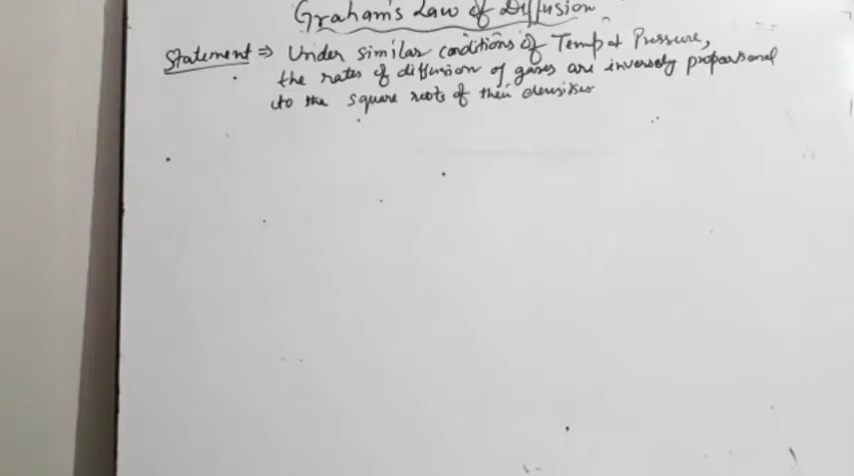 Graham's Law of Diffusion
Statement ⇒ Under similar conditions of Temp & Pressure,
the rates of diffusion of gases are inversely proportional
to the square roots of their densities